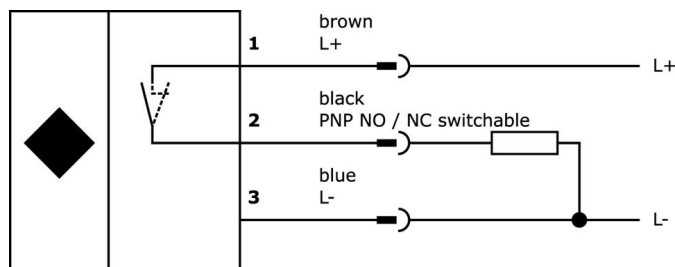 brown
1 L+
L+
black
2 PNP NO / NC switchable
blue
3 L-
L-